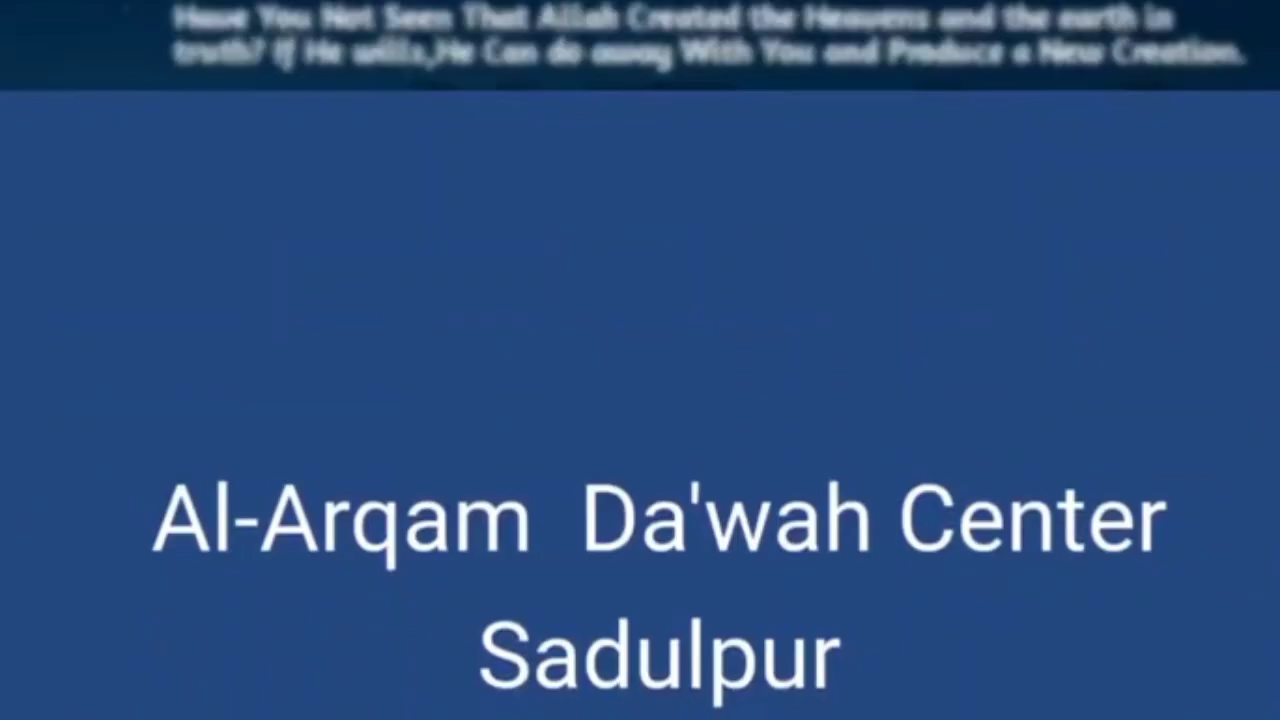 Have You Not Seen That Allah Created the Heavens and the earth in
truth? If He wills,He Can do away With You and Produce a New Creation.
Al-Arqam Da'wah Center
Sadulpur